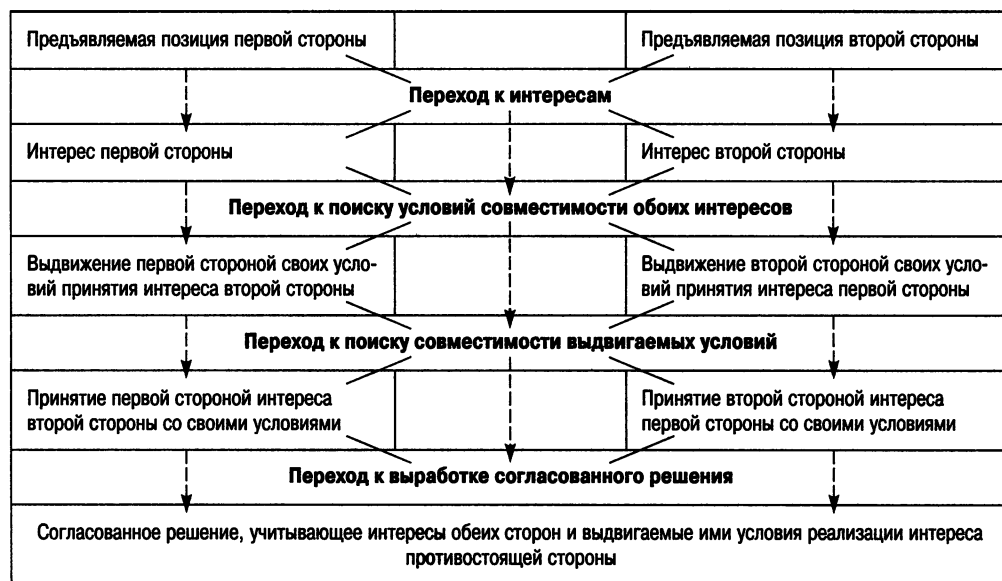 Предъявляемая позиция первой стороны
Предъявляемая позиция второй стороны
Переход к интересам
Интерес первой стороны
Интерес второй стороны
Переход к поиску условий совместимости обоих интересов
Выдвижение первой стороной своих усло-
вий принятия интереса второй стороны
Выдвижение второй стороной своих усло-
вий принятия интереса первой стороны
Переход к поиску совместимости выдвигаемых условий
Принятие первой стороной интереса
второй стороны со своими условиями
Принятие второй стороной интереса
первой стороны со своими условиями
Переход к выработке согласованного решения
Согласованное решение, учитывающее интересы обеих сторон и выдвигаемые ими условия реализации интереса
противостоящей стороны